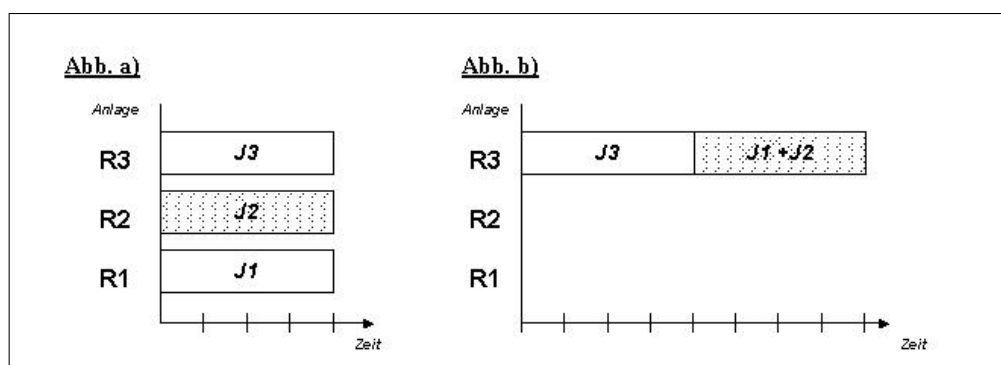 Abb. a)
Anlage
R3
J3
R2
J2
R1
J1
Zeit
Abb. b)
Anlage
R3
J3
J1 +J2
R2
R1
Zeit